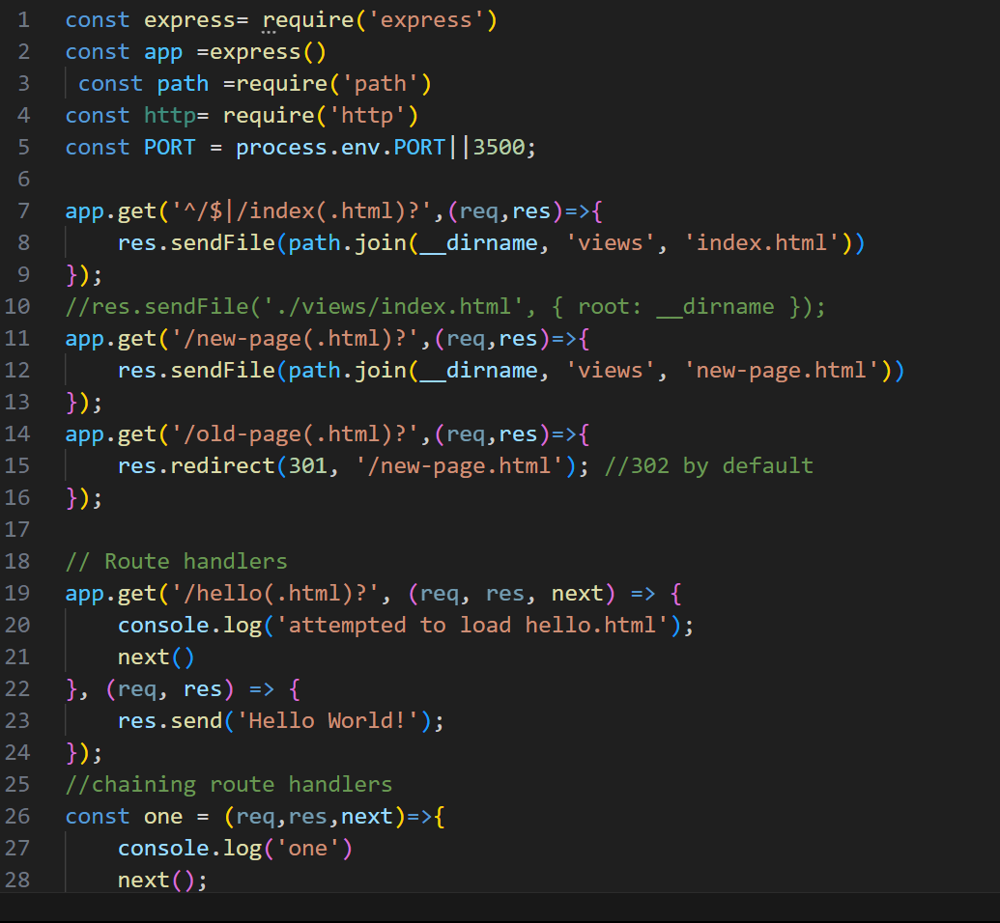 1 const express= require('express')
2 const app =express()
3 const path =require('path')
4 const http= require('http')
5 const PORT = process.env.PORT||3500;
6
7 app.get('^/$|/index(.html)?',(req,res)=>{
8 res.sendFile(path.join(__dirname, 'views', 'index.html'))
9 });
10 //res.sendFile('./views/index.html', { root: __dirname });
11 app.get('/new-page(.html)?',(req,res)=>{
12 res.sendFile(path.join(__dirname, 'views', 'new-page.html'))
13 });
14 app.get('/old-page(.html)?',(req,res)=>{
15 res.redirect(301, '/new-page.html'); //302 by default
16 });
17
18 // Route handlers
19 app.get('/hello(.html)?', (req, res, next) => {
20 console.log('attempted to load hello.html');
21 next()
22 }, (req, res) => {
23 res.send('Hello World!');
24 });
25 //chaining route handlers
26 const one = (req,res,next)=>{
27 console.log('one')
28 next();